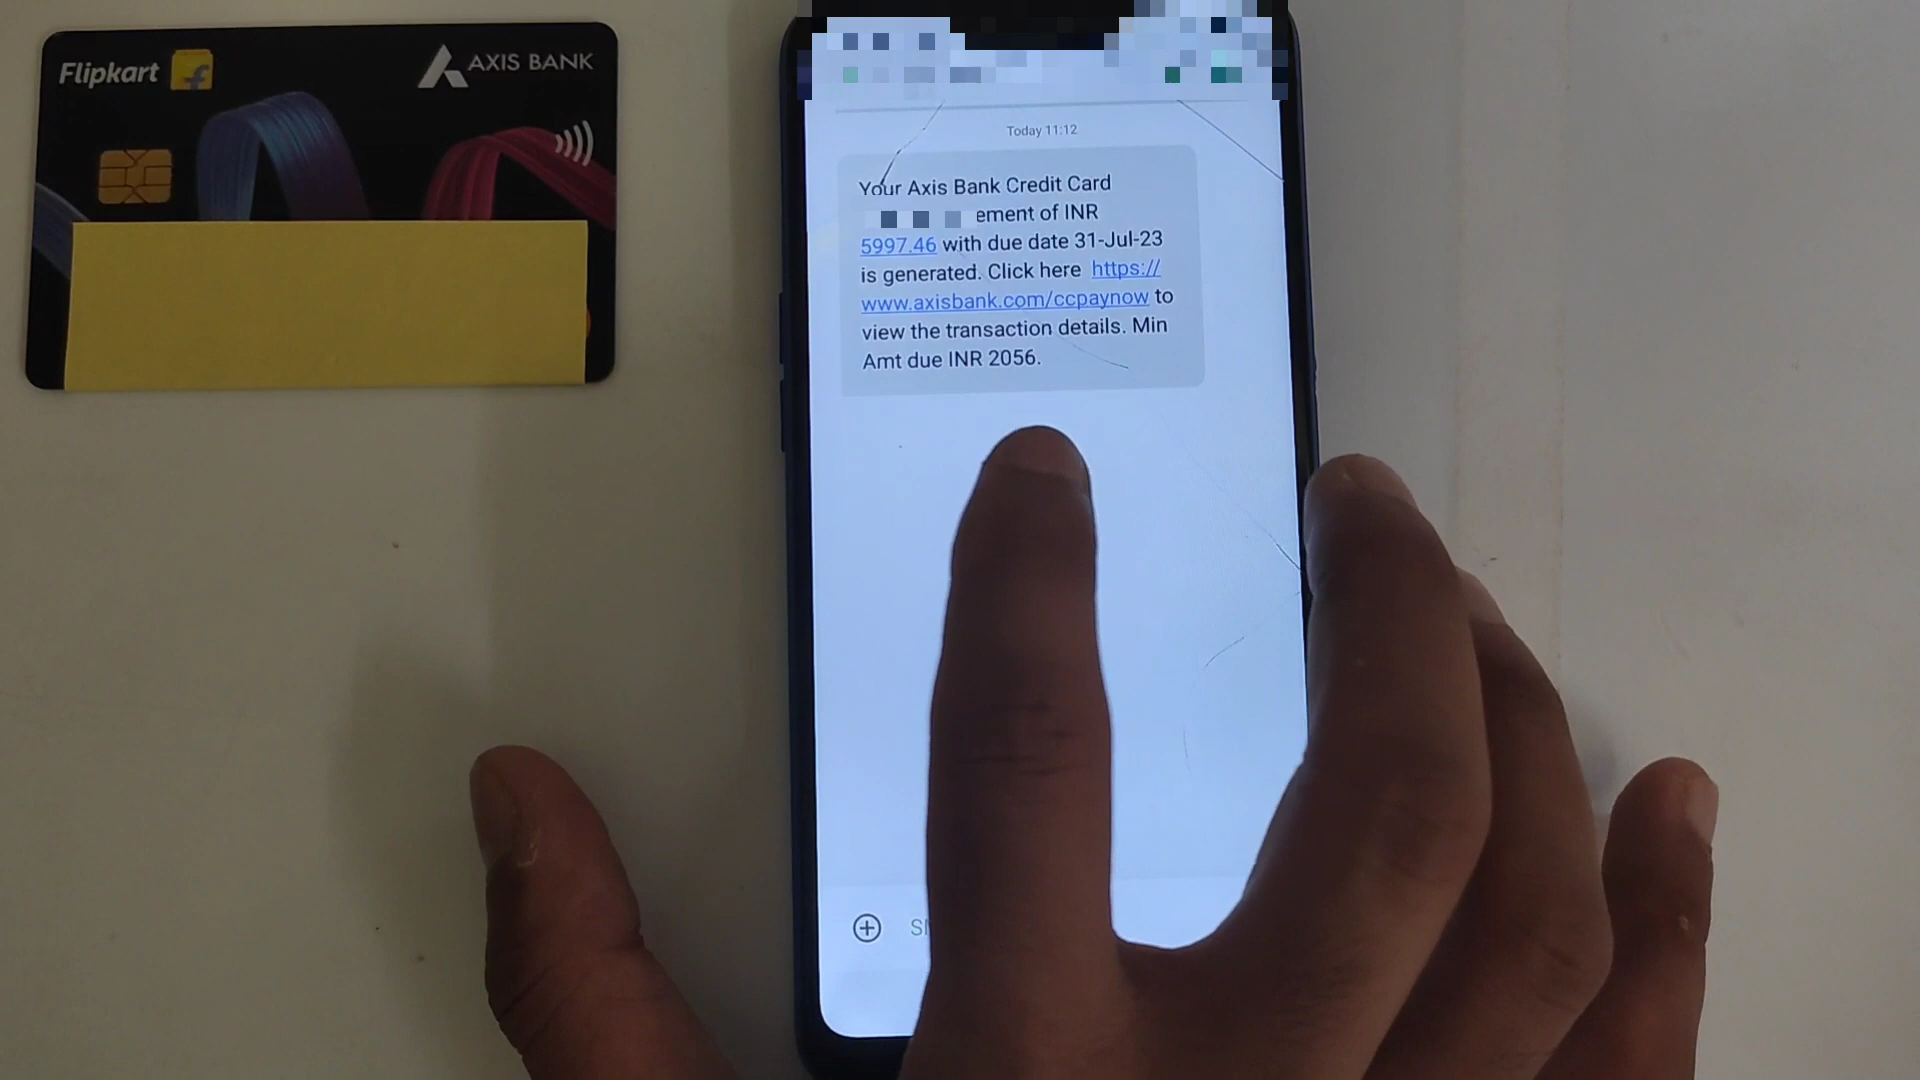 Flipkart
AXIS BANK
Today 11:12
Your Axis Bank Credit Card
ement of INR
5997.46 with due date 31-Jul-23
is generated. Click here https://
www.axisbank.com/ccpaynow to
view the transaction details. Min
Amt due INR 2056.